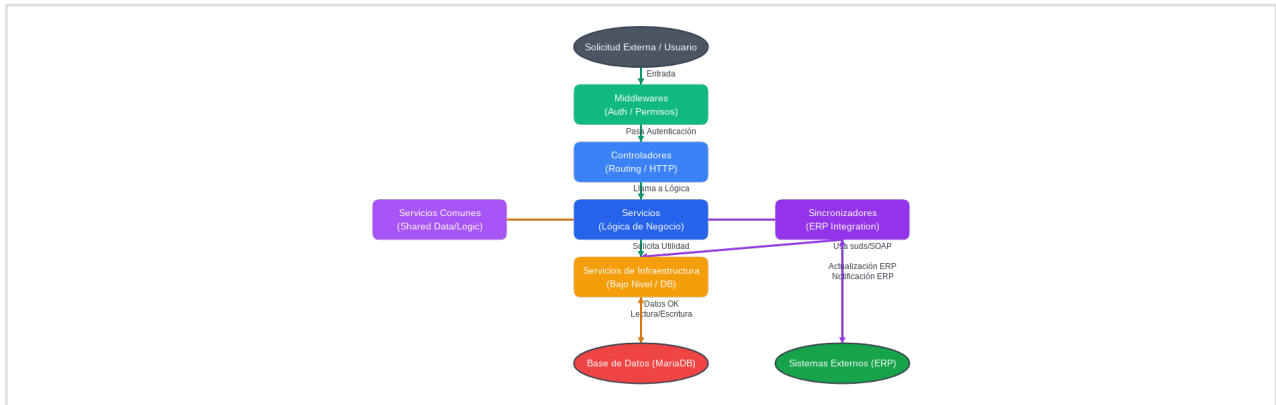 Solicitud Externa / Usuario
Entrada
Middlewares
(Auth / Permisos)
Pasa Autenticación
Controladores
(Routing / HTTP)
Llama a Lógica
Servicios Comunes
(Shared Data/Logic)
Servicios
(Lógica de Negocio)
Sincronizadores
(ERP Integration)
Solicita Utilidad
Usa suds/SOAP
Servicios de Infraestructura
(Bajo Nivel / DB)
Actualización ERP
Notificación ERP
Datos OK
Lectura/Escritura
Base de Datos (MariaDB)
Sistemas Externos (ERP)